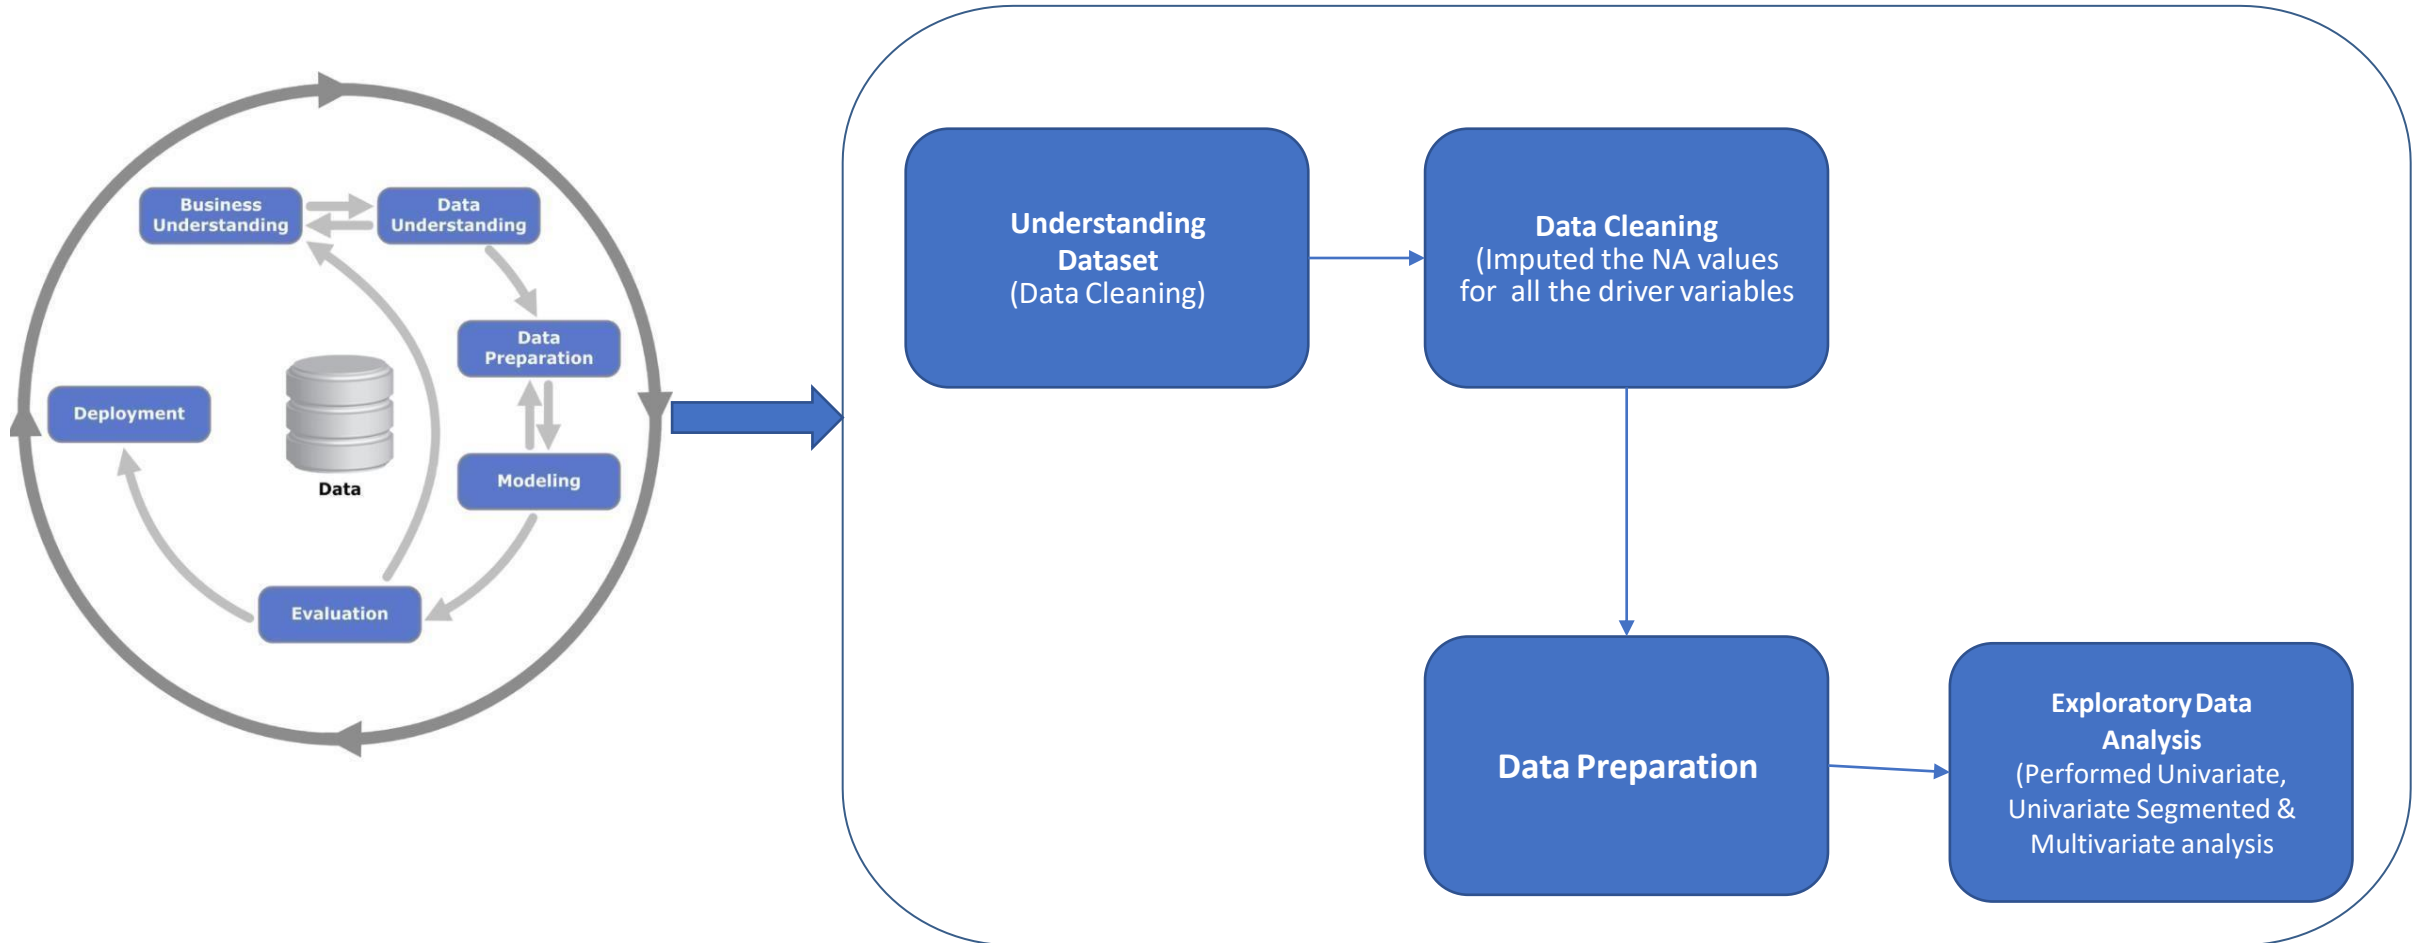 Business
Understanding
Data
Understanding
Data
Preparation
Deployment
Data
Modeling
Evaluation
Understanding
Dataset
(Data Cleaning)
Data Cleaning
(Imputed the NA values
for all the driver variables
Data Preparation
Exploratory Data
Analysis
(Performed Univariate,
Univariate Segmented &
Multivariate analysis